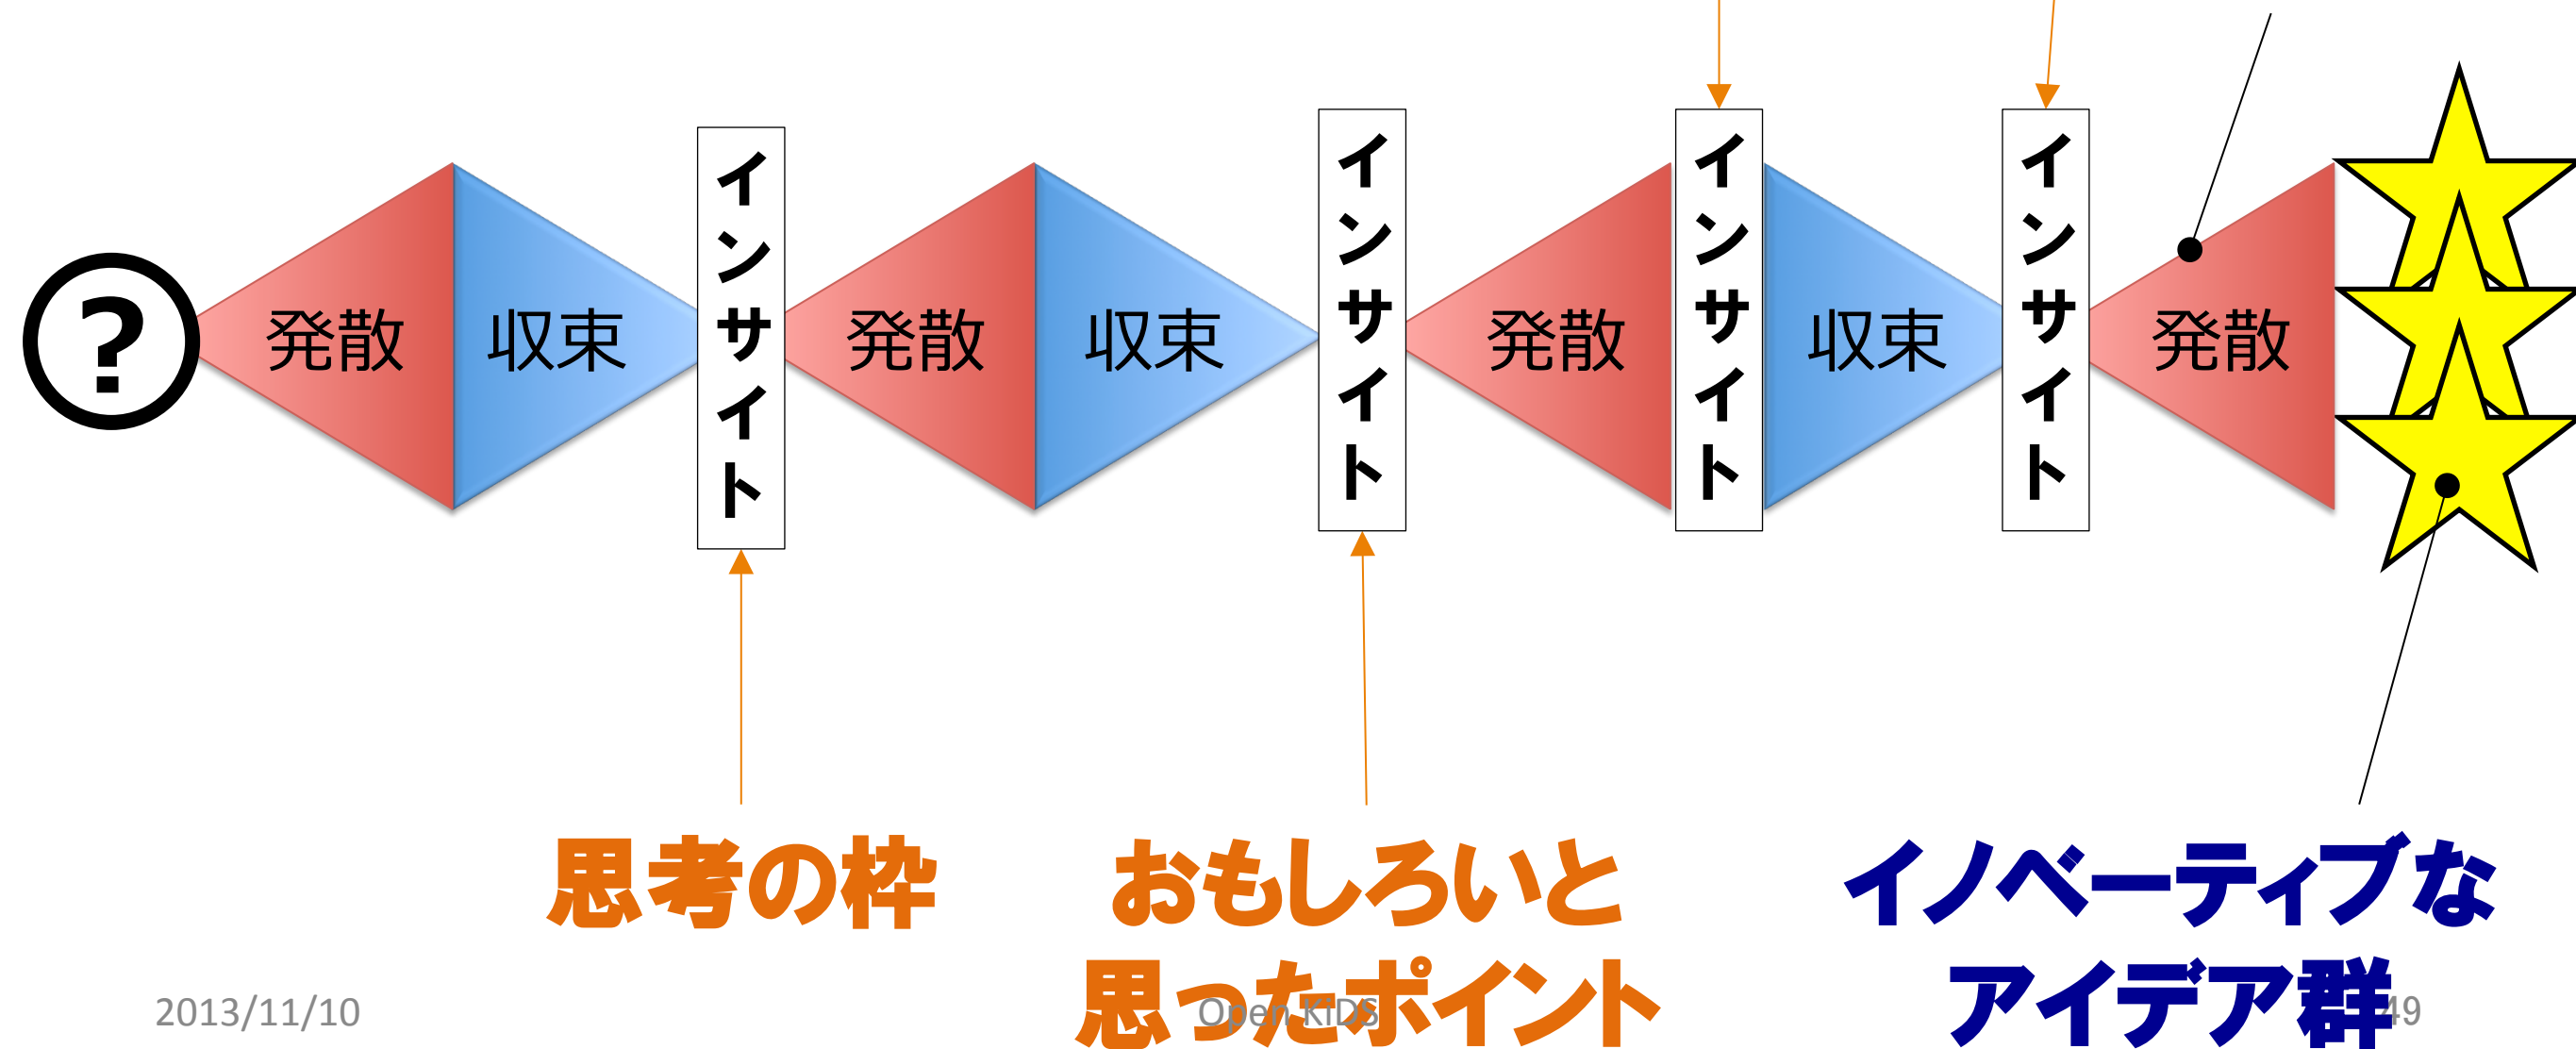 ?
発散
収束
インサイト
発散
収束
インサイト
発散
インサイト
収束
インサイト
発散
思考の枠
おもしろいと
思ったポイント
イノベーティブな
アイデア群
2013/11/10
Open KiDS
49